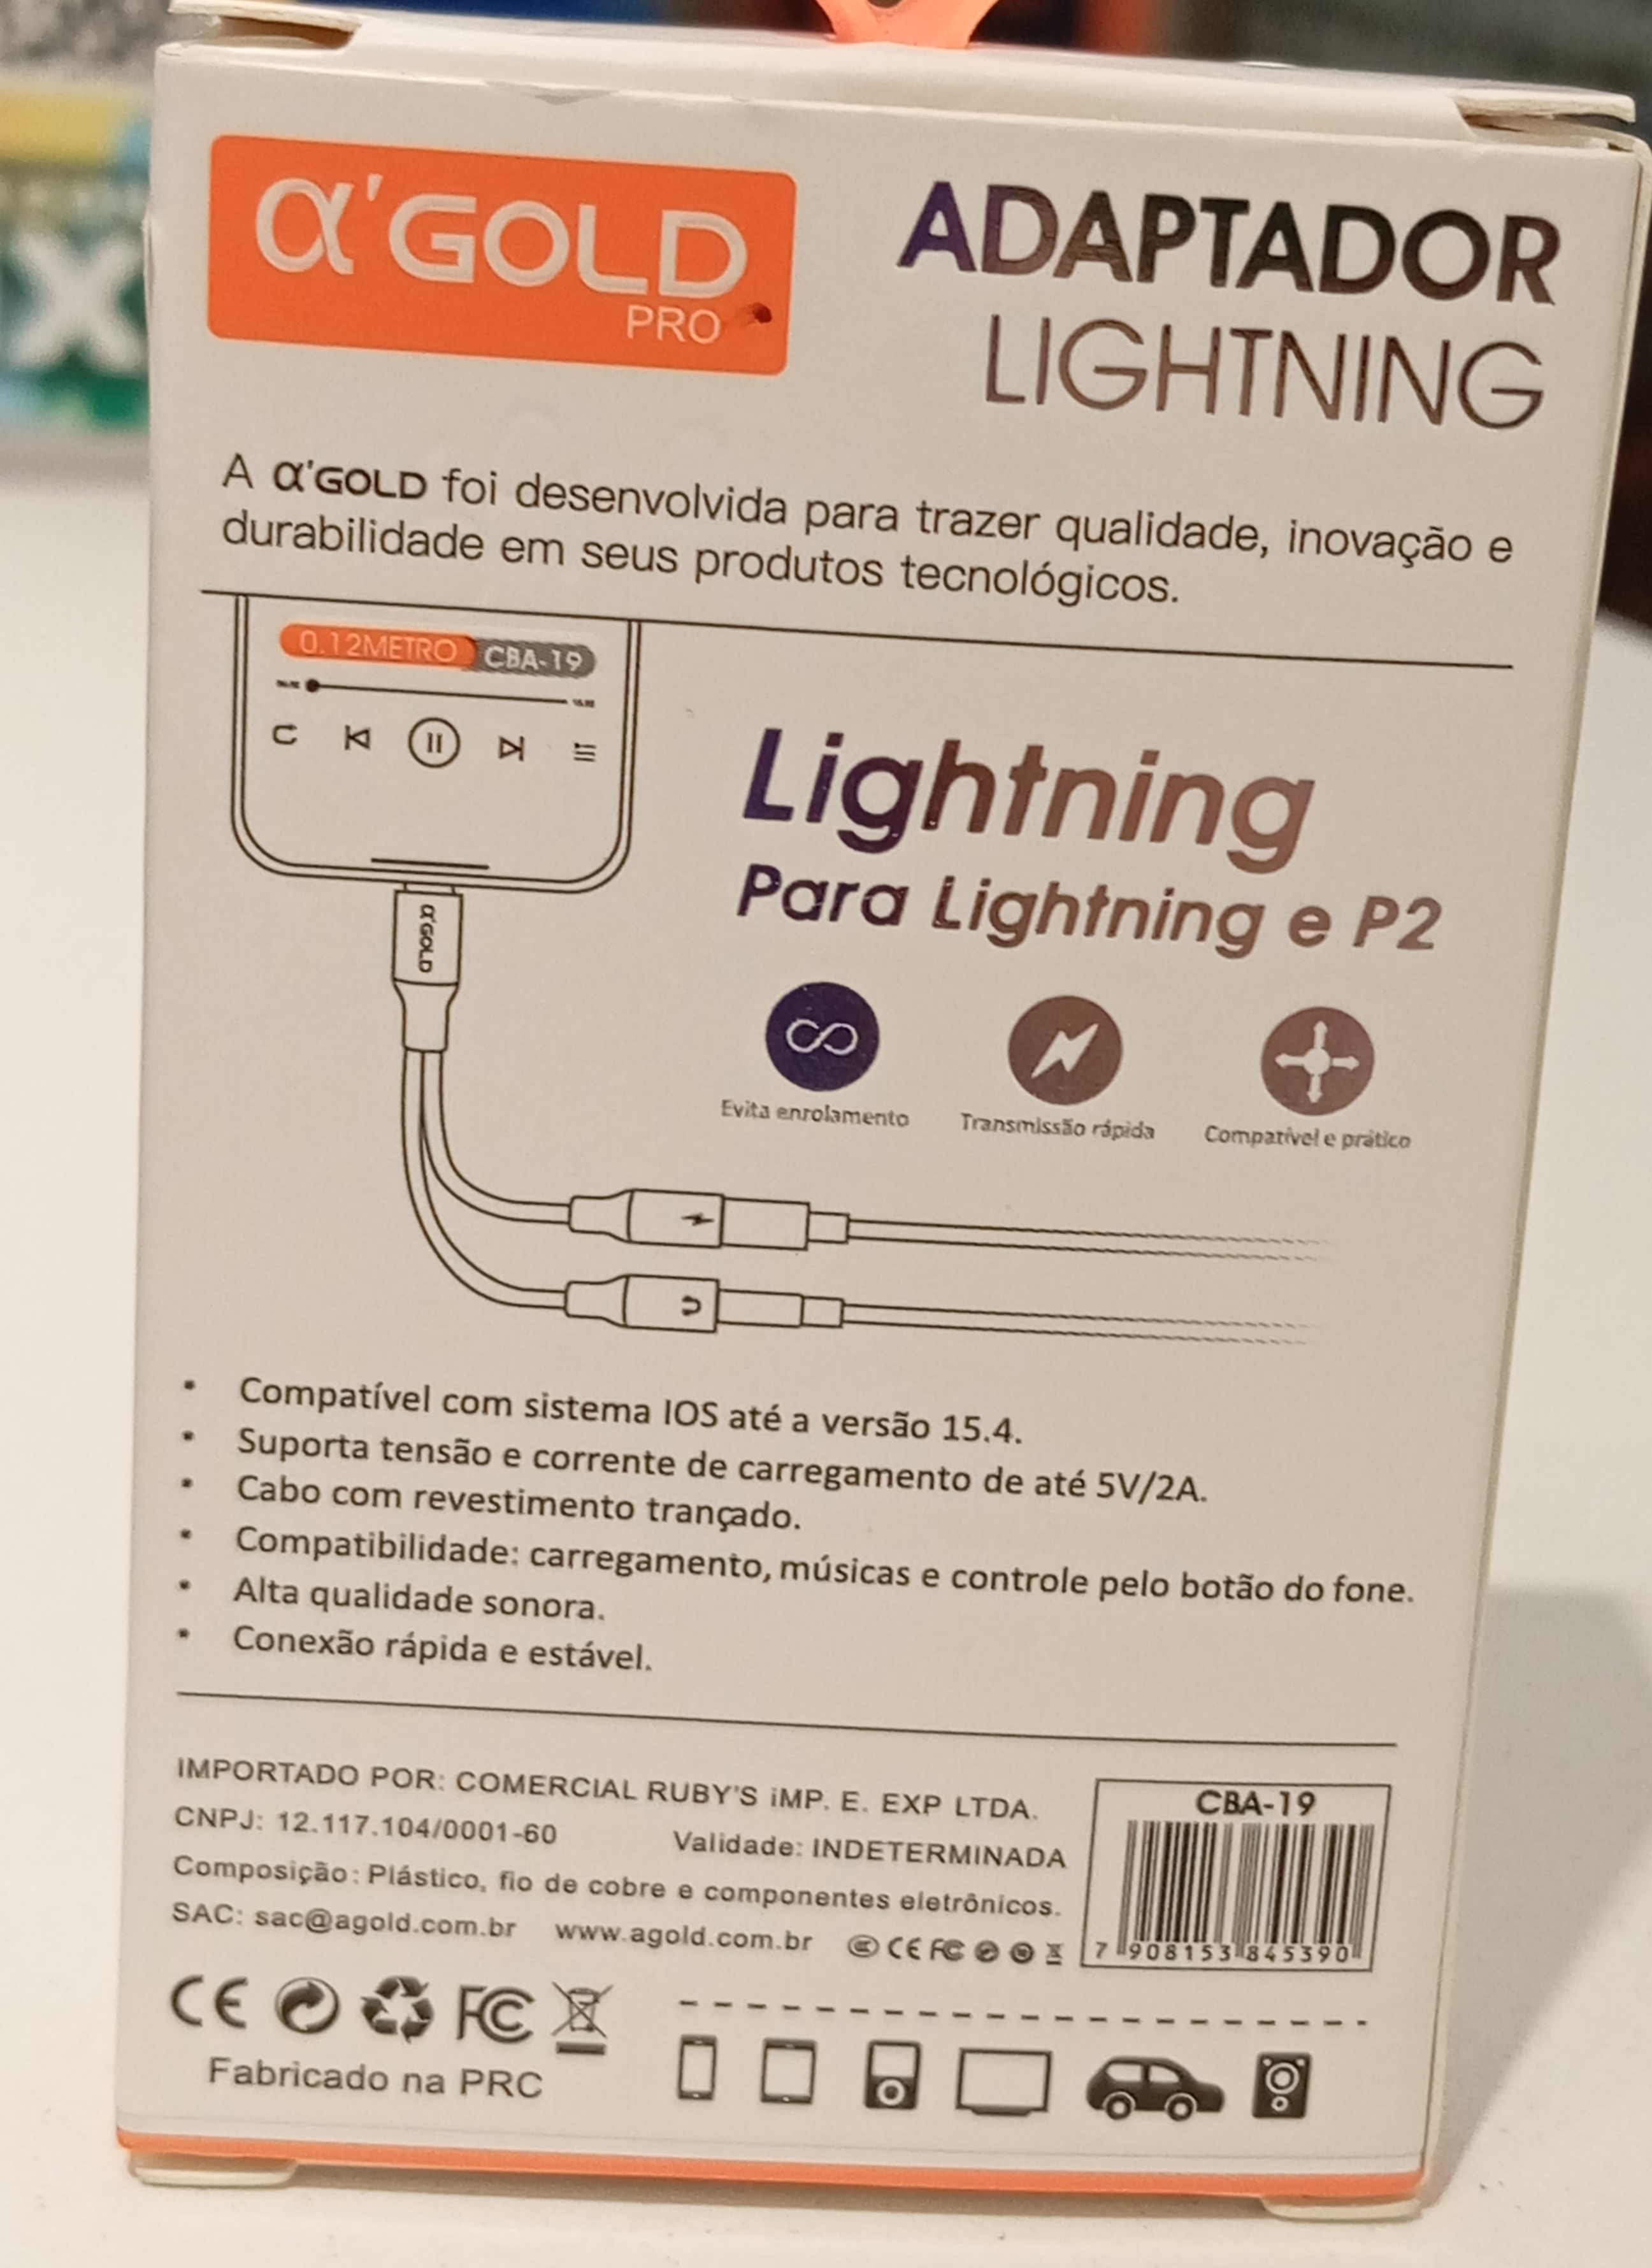 α'GOLD
PRO
ADAPTADOR
LIGHTNING
A α'GOLD foi desenvolvida para trazer qualidade, inovação e
durabilidade em seus produtos tecnológicos.
0.12METRO CBA-19
α'GOLD
Lightning
Para Lightning e P2
Evita enrolamento
Transmissão rápida
Compatível e prático
• Compatível com sistema IOS até a versão 15.4.
• Suporta tensão e corrente de carregamento de até 5V/2A.
• Cabo com revestimento trançado.
• Compatibilidade: carregamento, músicas e controle pelo botão do fone.
• Alta qualidade sonora.
• Conexão rápida e estável.
IMPORTADO POR: COMERCIAL RUBY'S iMP. E. EXP LTDA.
CNPJ: 12.117.104/0001-60 Validade: INDETERMINADA
Composição: Plástico, fio de cobre e componentes eletrônicos.
SAC: sac@agold.com.br www.agold.com.br CE FC
CBA-19
7 908153 845390
CE FC
Fabricado na PRC
X